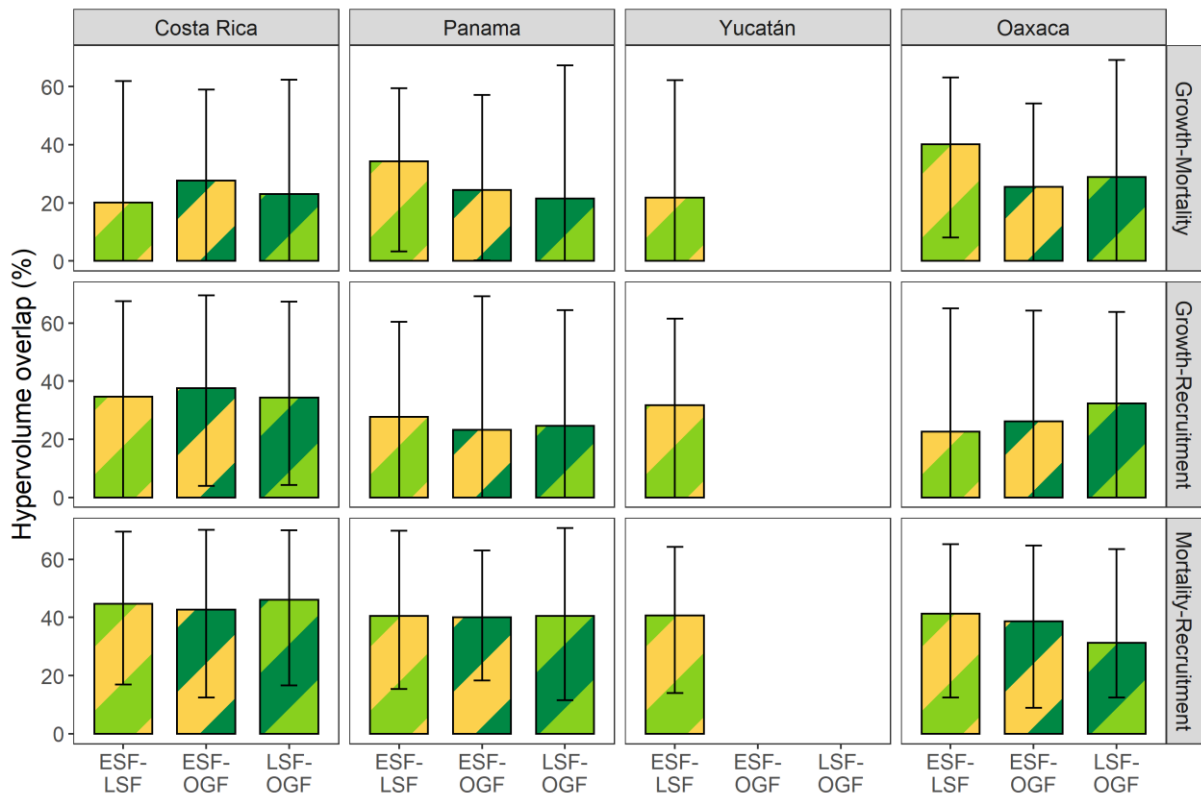 Costa Rica
Panama
Yucatán
Oaxaca
Hypervolume overlap (%)
60
40
20
0
Growth-Mortality
60
40
20
0
Growth-Recruitment
60
40
20
0
Mortality-Recruitment
ESF-
LSF
ESF-
OGF
LSF-
OGF
ESF-
LSF
ESF-
OGF
LSF-
OGF
ESF-
LSF
ESF-
OGF
LSF-
OGF
ESF-
LSF
ESF-
OGF
LSF-
OGF